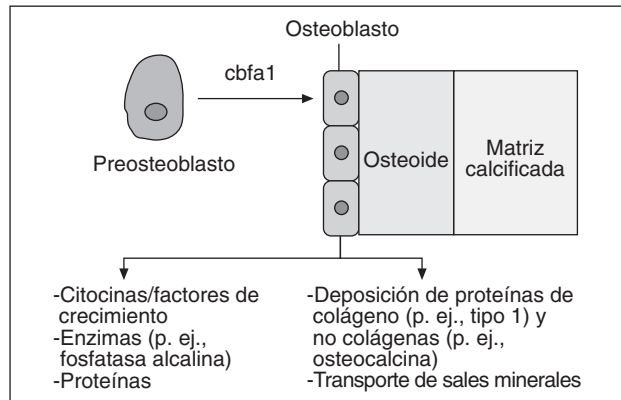 Osteoblasto
cbfa1
Preosteoblasto
Osteoide
Matriz
calcificada
-Citocinas/factores de
crecimiento
-Enzimas (p. ej.,
fosfatasa alcalina)
-Proteínas
-Deposición de proteínas de
colágeno (p. ej., tipo 1) y
no colágenas (p. ej.,
osteocalcina)
-Transporte de sales minerales